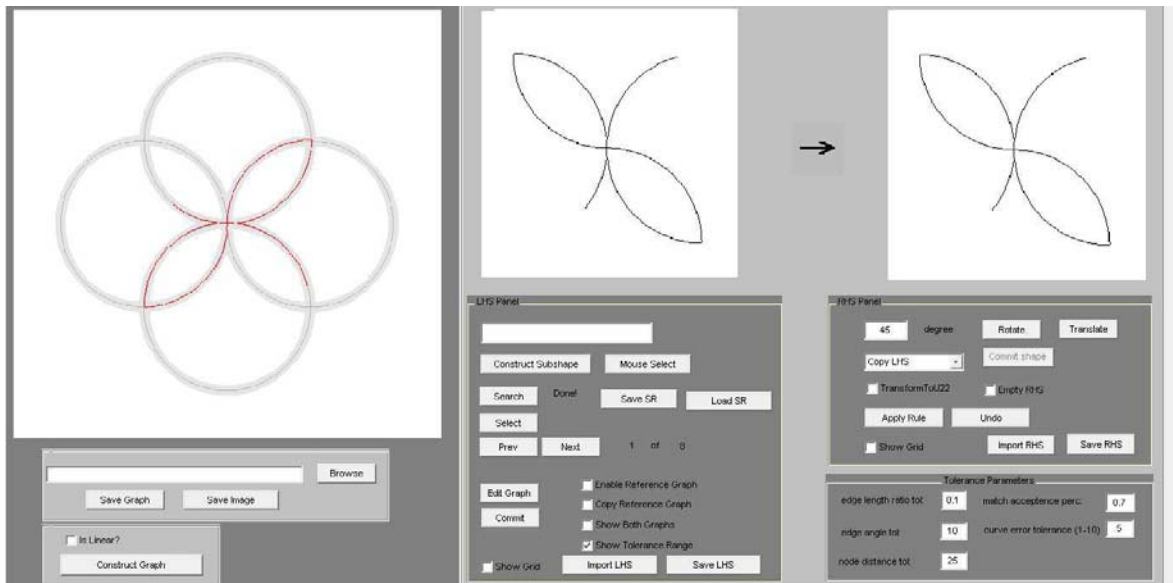 Browse
Save Graph
Save Image
Is Linear?
Construct Graph
LHS Panel
Construct Subshape
Mouse Select
Search
Done!
Save SR
Load SR
Select
Prev
Next
1 of 8
Edit Graph
Commit
Enable Reference Graph
Copy Reference Graph
Show Both Graphs
Show Tolerance Range
Show Grid
Import LHS
Save LHS
RHS Panel
45
degree
Rotate
Translate
Copy LHS
Commit shape
TransformToU22
Empty RHS
Apply Rule
Undo
Show Grid
Import RHS
Save RHS
Tolerance Parameters
edge length ratio tol:
0.1
match acceptence perc:
0.7
edge angle tol:
10
curve error tolerance (1-10)
5
node distance tol:
25